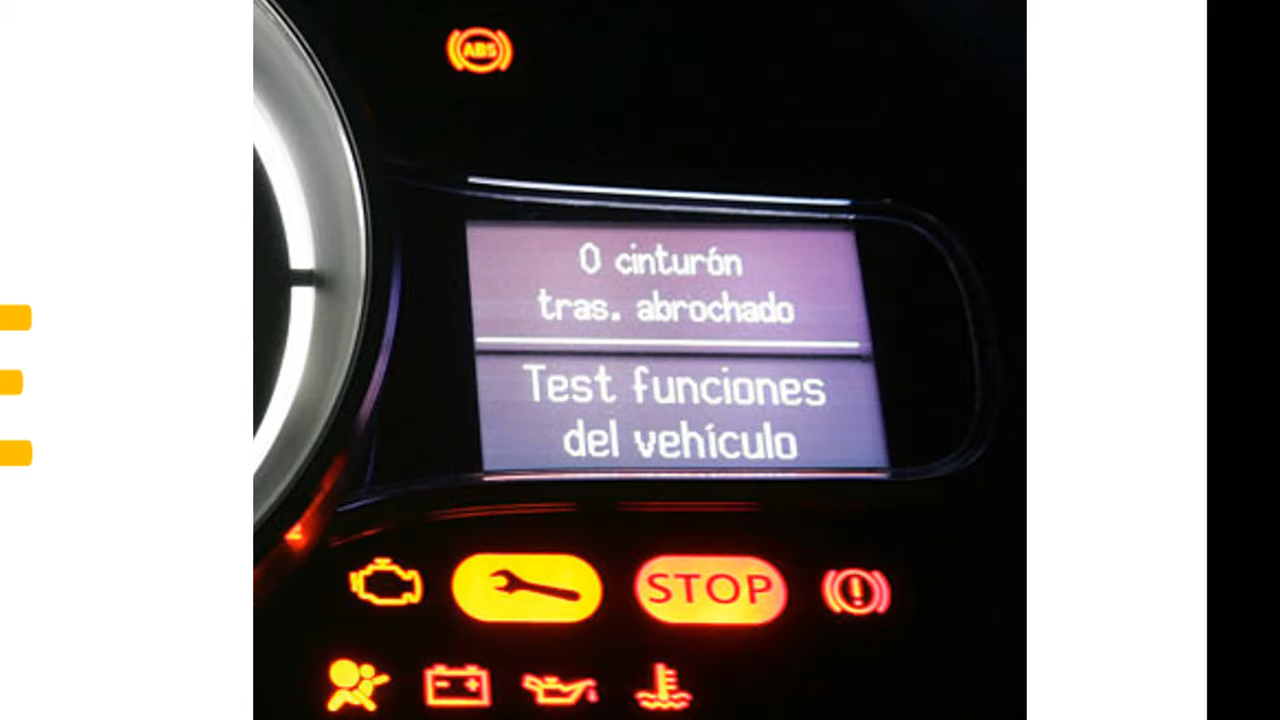 ABS
0 cinturón
tras. abrochado
Test funciones
del vehículo
STOP